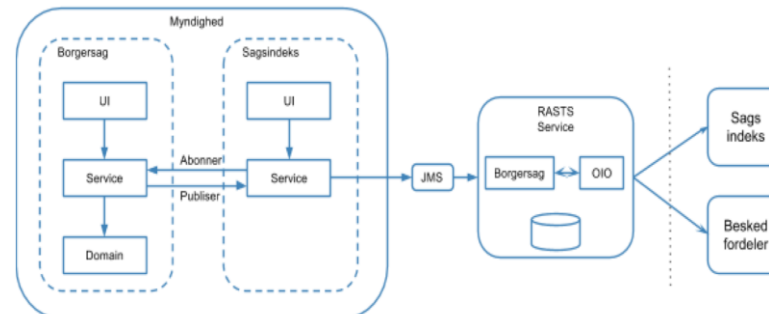 Myndighed
Borgersag
Sagsindeks
UI
UI
Abonner
Service
Service
Publiser
Domain
JMS
RASTS
Service
Borgersag
OIO
Sags
indeks
Besked
fordeler